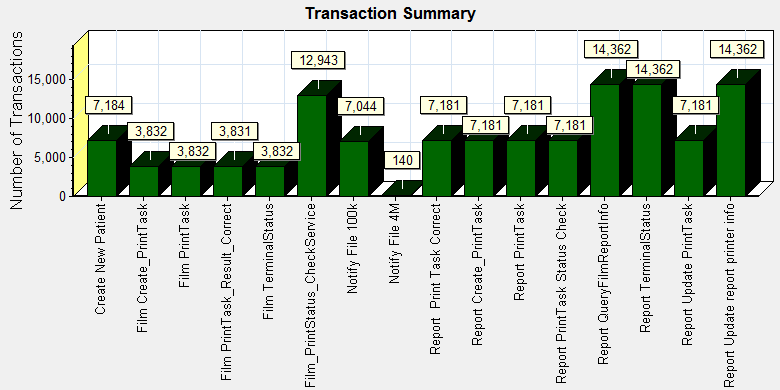 Transaction Summary
Number of Transactions
15,000
10,000
5,000
0
7,184
3,832
3,832
3,831
3,832
12,943
7,044
140
7,181
7,181
7,181
7,181
14,362
14,362
7,181
14,362
Create New Patient
Film Create_PrintTask
Film PrintTask
Film PrintTask_Result_Correct
Film TerminalStatus
Film_PrintStatus_CheckService
Notify File 100k
Notify File 4M
Report  Print Task Correct
Report Create_PrintTask
Report PrintTask
Report PrintTask Status Check
Report QueryFilmReportInfo
Report TerminalStatus
Report Update PrintTask
Report Update report printer info